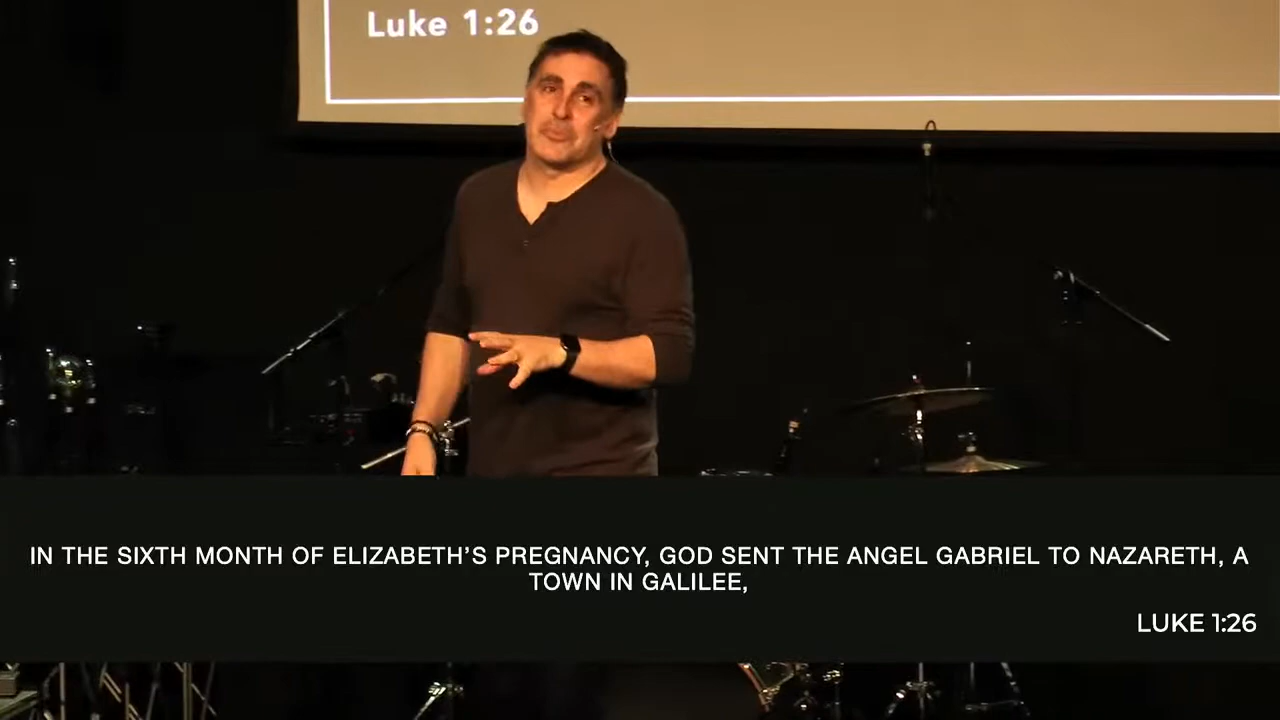 Luke 1:26
IN THE SIXTH MONTH OF ELIZABETH’S PREGNANCY, GOD SENT THE ANGEL GABRIEL TO NAZARETH, A
TOWN IN GALILEE,
LUKE 1:26